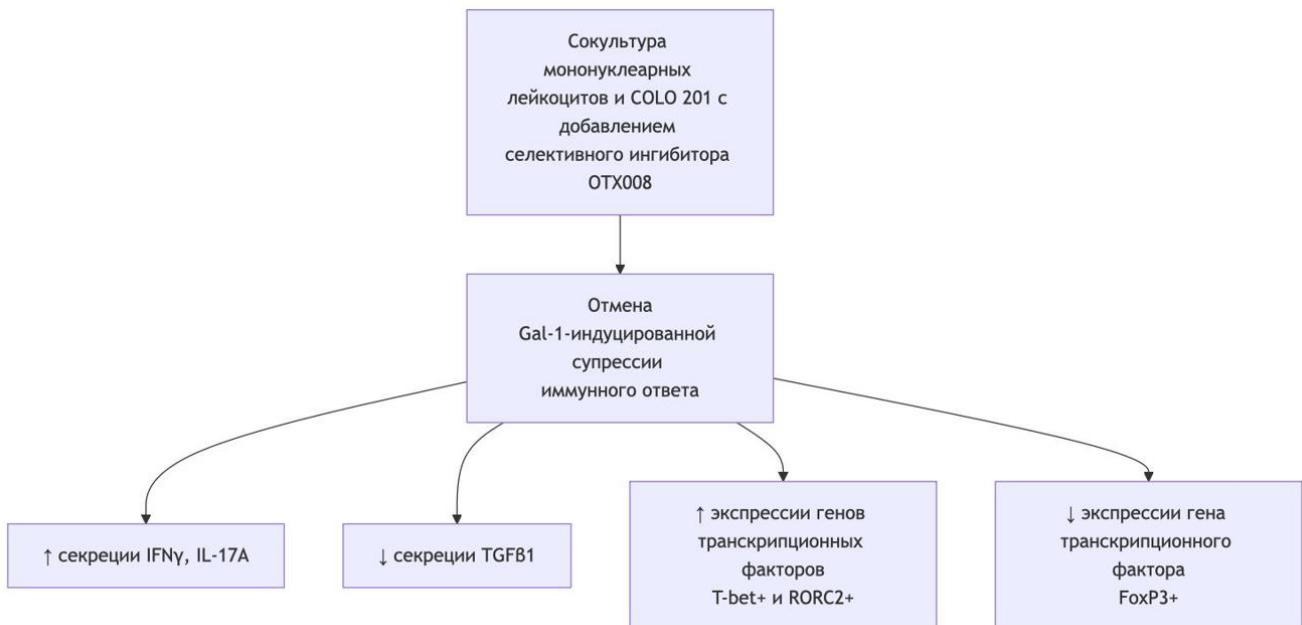 Сокультура
мононуклеарных
лейкоцитов и COLO 201 с
добавлением
селективного ингибитора
OTX008
Отмена
Gal-1-индуцированной
супрессии
иммунного ответа
↑ секреции IFNγ, IL-17A
↓ секреции TGFβ1
↑ экспрессии генов
транскрипционных
факторов
T-bet+ и RORC2+
↓ экспрессии гена
транскрипционного
фактора
FoxP3+